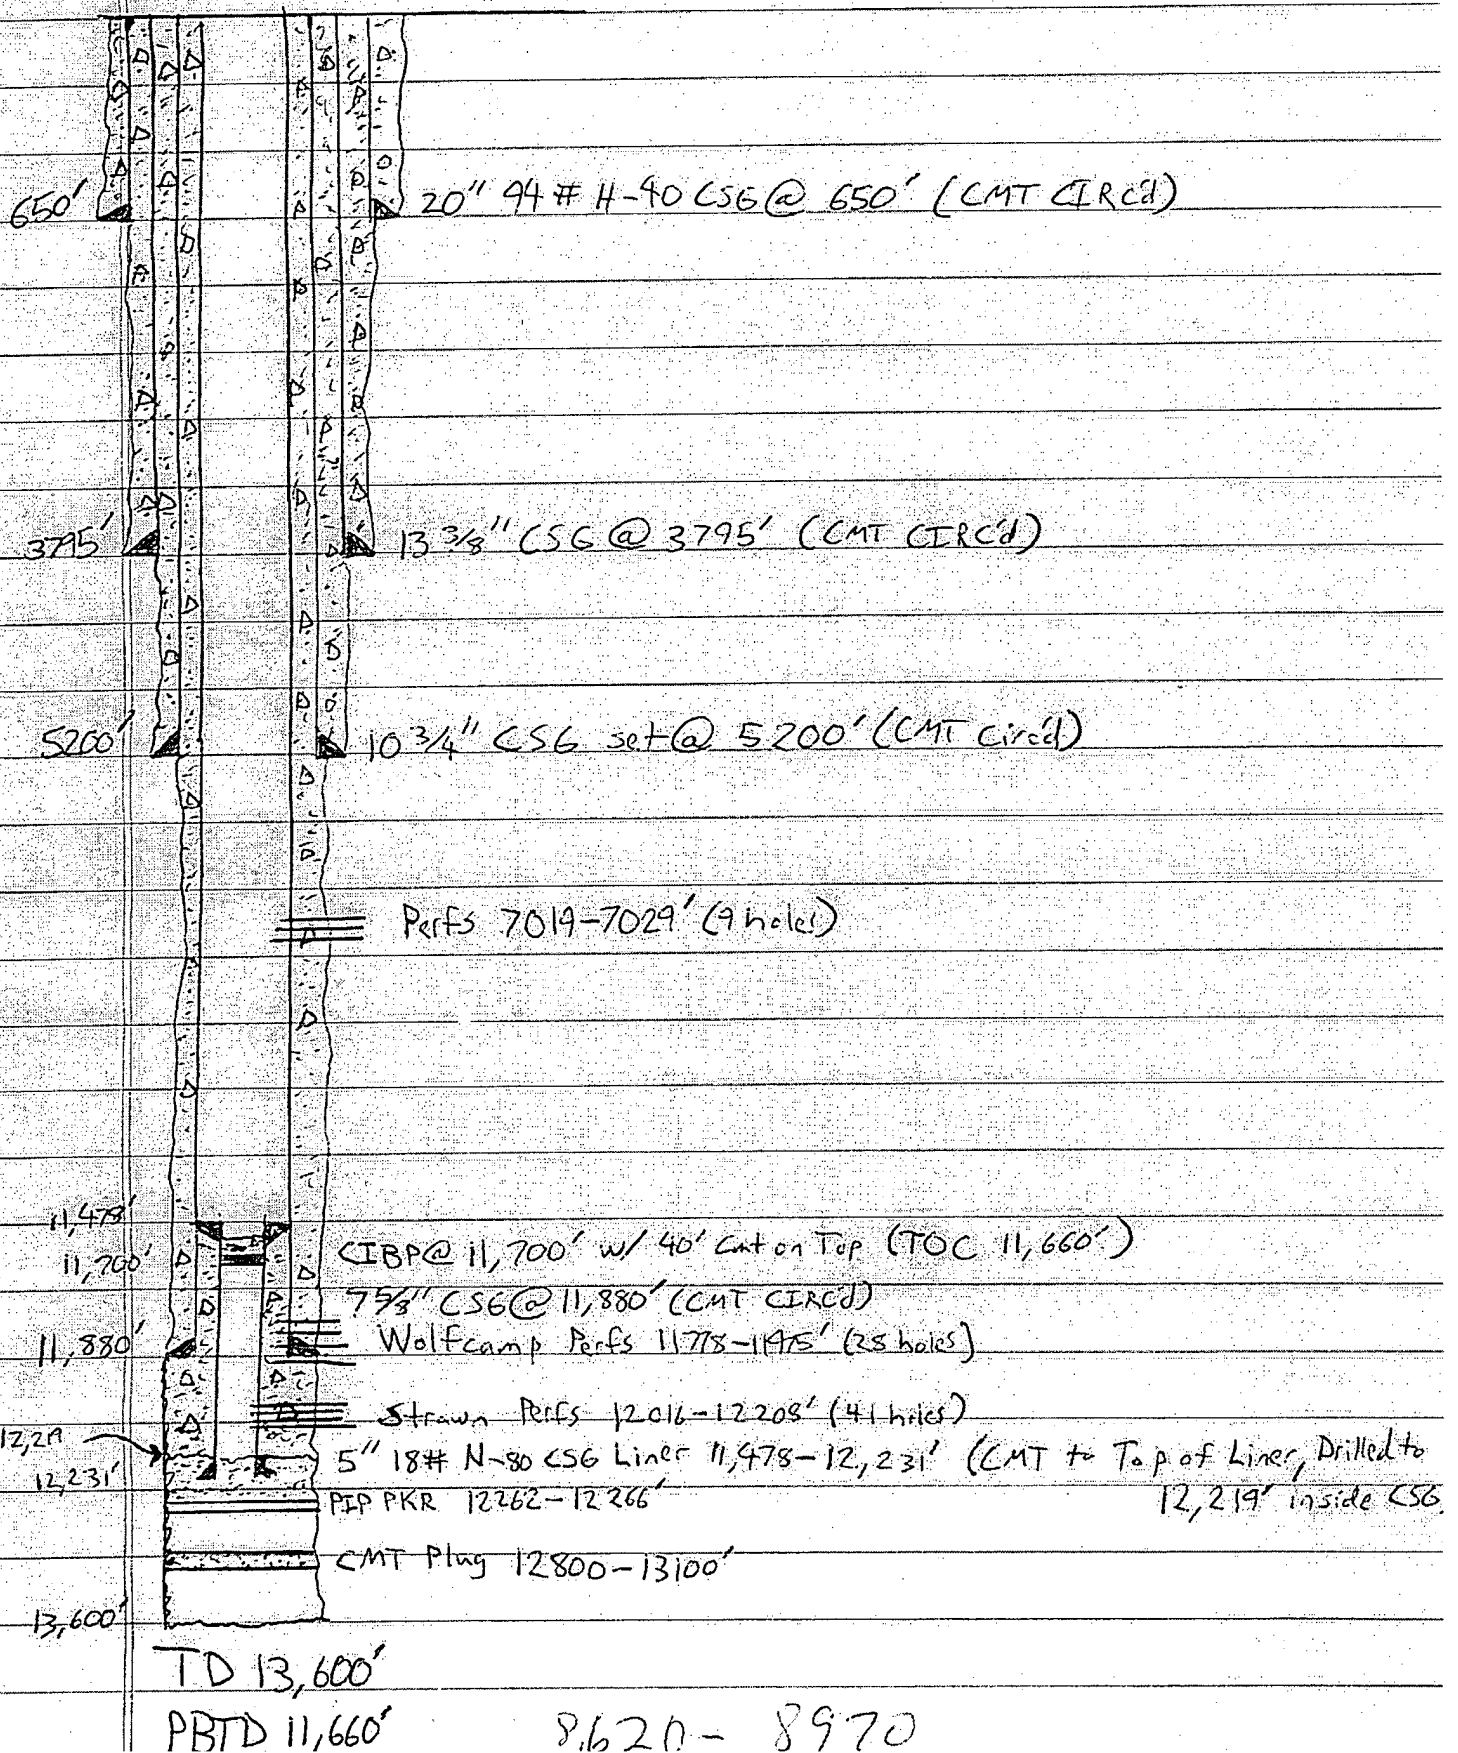 650'
20" 94# H-40 CSG @ 650' (CMT CIRC'd)
3795'
13 3/8" CSG @ 3795' (CMT CIRC'd)
5200'
10 3/4" CSG set @ 5200' (CMT Circ'd)
Perfs 7019-7029' (9 holes)
11,478'
11,700'
CIBP @ 11,700' w/ 40' Cmt on Top (TOC 11,660')
7 5/8" CSG @ 11,880' (CMT CIRC'd)
11,880'
Wolfcamp Perfs (28 holes)
Strawn Perfs 12016-12208' (41 holes)
12,219
5" 18# N-80 CSG Liner 11,478-12,231' (CMT to Top of Liner, Drilled to
12,219' inside CSG.
12,231'
PIP PKR 12262-12266'
CMT Plug 12800-13100'
13,600'
TD 13,600'
PBTD 11,660'
8620- 8970